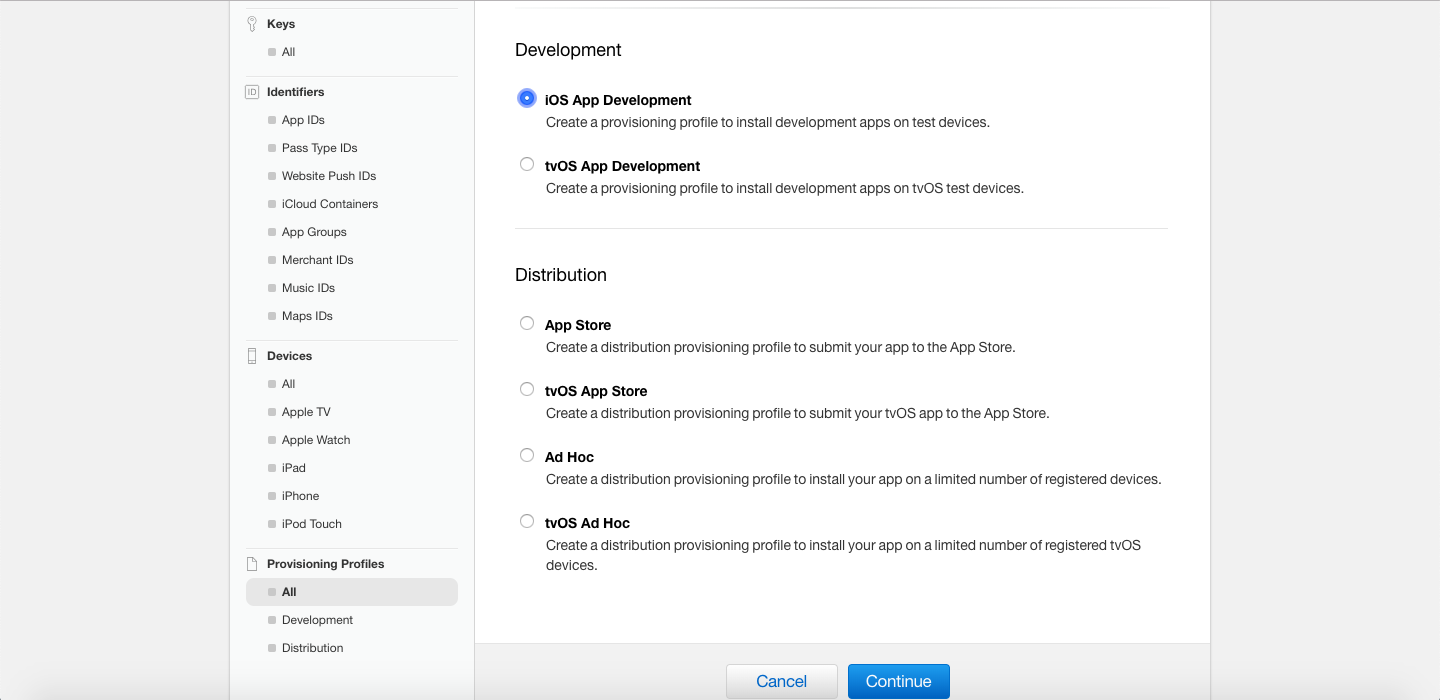 Keys
All
ID
Identifiers
App IDs
Pass Type IDs
Website Push IDs
iCloud Containers
App Groups
Merchant IDs
Music IDs
Maps IDs
Devices
All
Apple TV
Apple Watch
iPad
iPhone
iPod Touch
Provisioning Profiles
All
Development
Distribution
Development
iOS App Development
Create a provisioning profile to install development apps on test devices.
tvOS App Development
Create a provisioning profile to install development apps on tvOS test devices.
Distribution
App Store
Create a distribution provisioning profile to submit your app to the App Store.
tvOS App Store
Create a distribution provisioning profile to submit your tvOS app to the App Store.
Ad Hoc
Create a distribution provisioning profile to install your app on a limited number of registered devices.
tvOS Ad Hoc
Create a distribution provisioning profile to install your app on a limited number of registered tvOS
devices.
Cancel
Continue